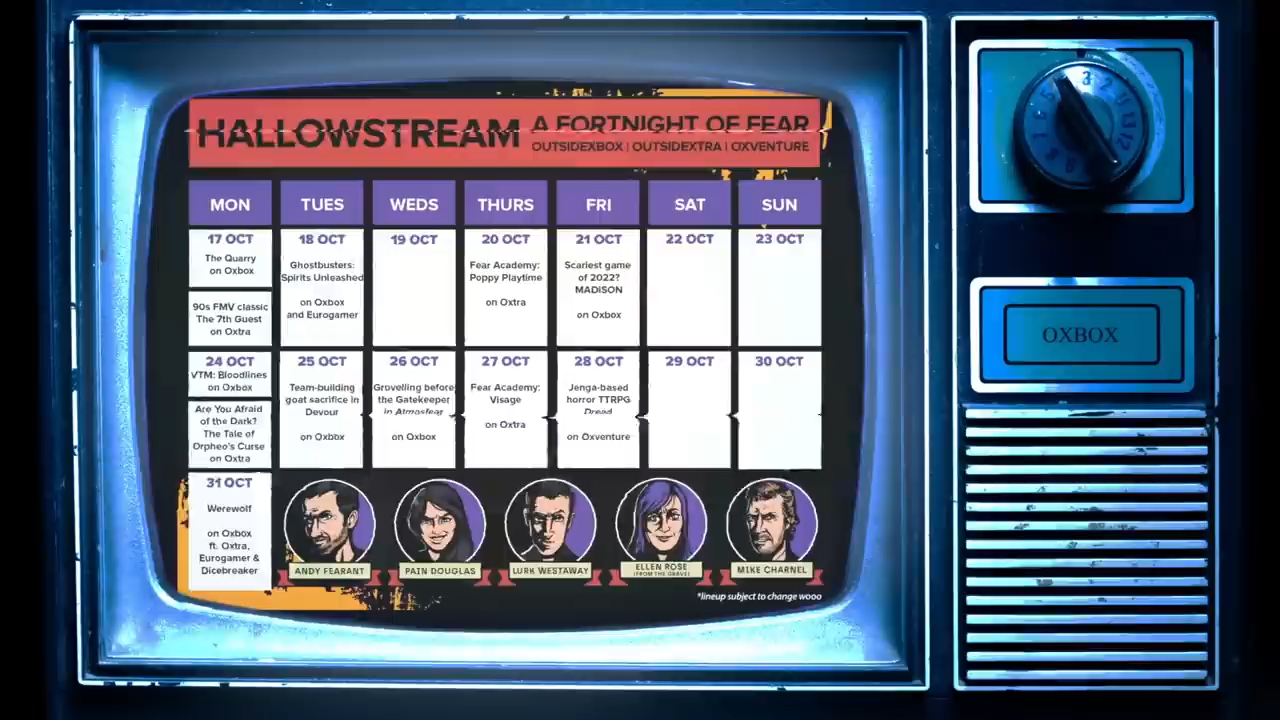 HALLOWSTREAM
A FORTNIGHT OF FEAR
OUTSIDEXBOX | OUTSIDEXTRA | OXVENTURE
MON
TUES
WEDS
THURS
FRI
SAT
SUN
17 OCT
The Quarry
on Oxbox
90s FMV classic
The 7th Guest
on Oxtra
18 OCT
Ghostbusters:
Spirits Unleashed
on Oxbox
and Eurogamer
19 OCT
20 OCT
Fear Academy:
Poppy Playtime
on Oxtra
21 OCT
Scariest game
of 2022?
MADISON
on Oxbox
22 OCT
23 OCT
24 OCT
VTM: Bloodlines
on Oxbox
Are You Afraid
of the Dark?
The Tale of
Orpheo's Curse
on Oxtra
25 OCT
Team-building
goat sacrifice in
Devour
on Oxbox
26 OCT
Grovelling before
the Gatekeeper
in Atmosfear
on Oxbox
27 OCT
Fear Academy:
Visage
on Oxtra
28 OCT
Jenga-based
horror TTRPG
Dread
on Oxventure
29 OCT
30 OCT
31 OCT
Werewolf
on Oxbox
ft. Oxtra,
Eurogamer &
Dicebreaker
ANDY FEARANT
PAIN DOUGLAS
LURK WESTAWAY
ELLEN ROSE
(FROM THE GRAVE)
MIKE CHARNEL
*lineup subject to change wooo
3 2 11
OXBOX